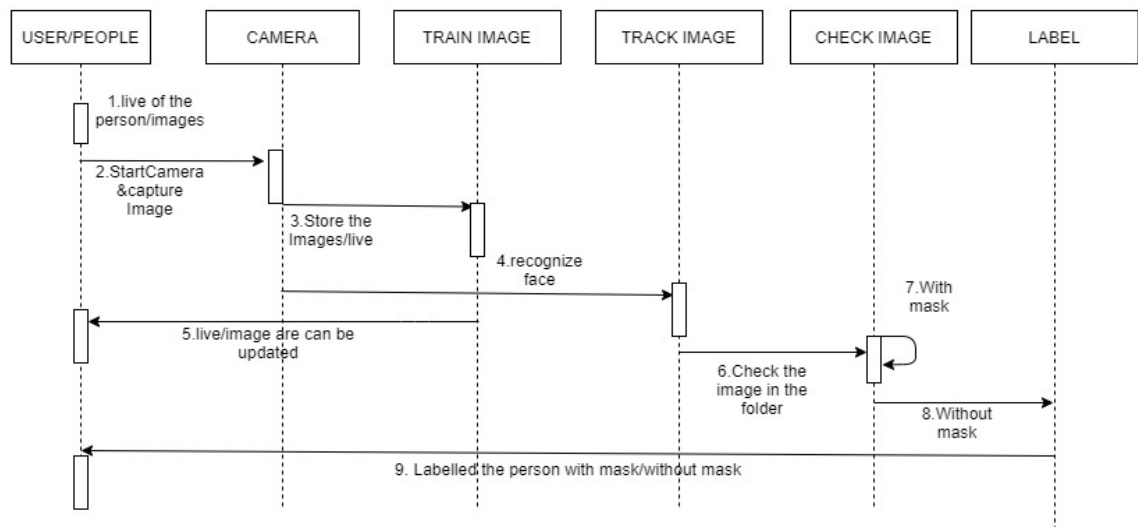 USER/PEOPLE
CAMERA
TRAIN IMAGE
TRACK IMAGE
CHECK IMAGE
LABEL
1.live of the
person/images
2.StartCamera
&capture
Image
3.Store the
Images/live
4.recognize
face
5.live/image are can be
updated
6.Check the
image in the
folder
7.With
mask
8.Without
mask
9. Labelled the person with mask/without mask